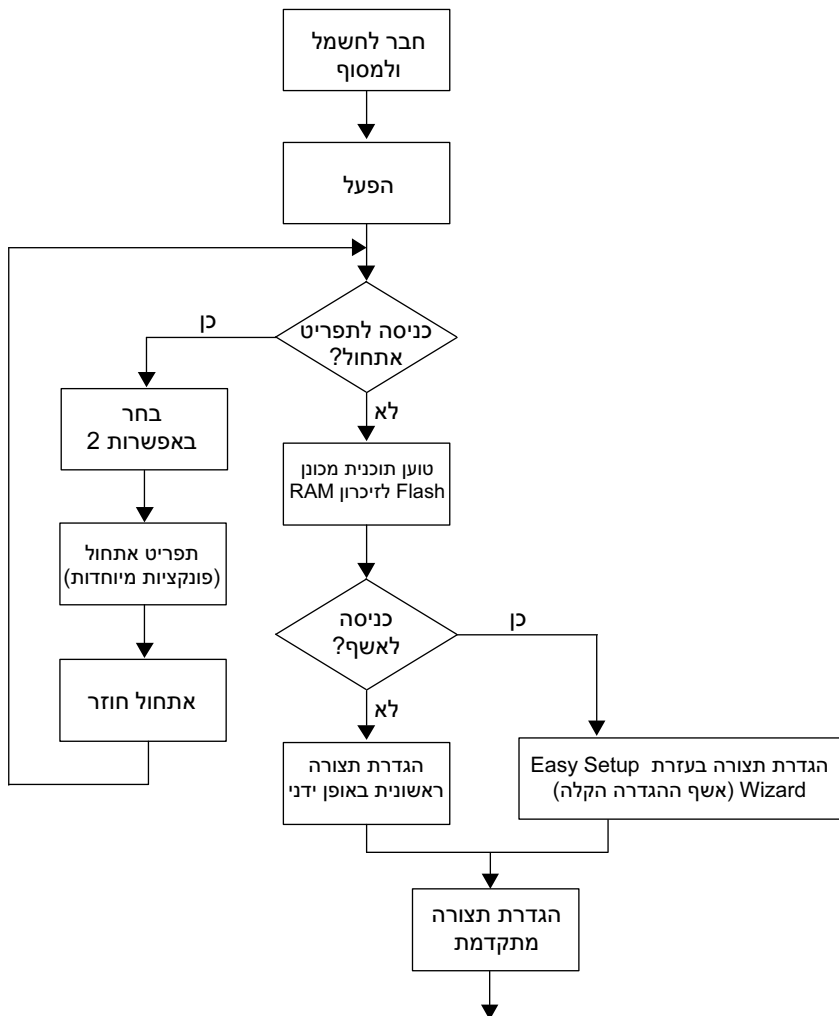 חבר לחשמל
ולמסוף
הפעל
כניסה לתפריט
אתחול?
כן
לא
בחר
באפשרות 2
טוען תוכנית מכונן
Flash לזיכרון RAM
תפריט אתחול
(פונקציות מיוחדות)
כניסה
לאשף?
כן
לא
אתחול חוזר
הגדרת תצורה
ראשונית באופן ידני
הגדרת תצורה בעזרת Easy Setup
Wizard (אשף ההגדרה הקלה)
הגדרת תצורה
מתקדמת